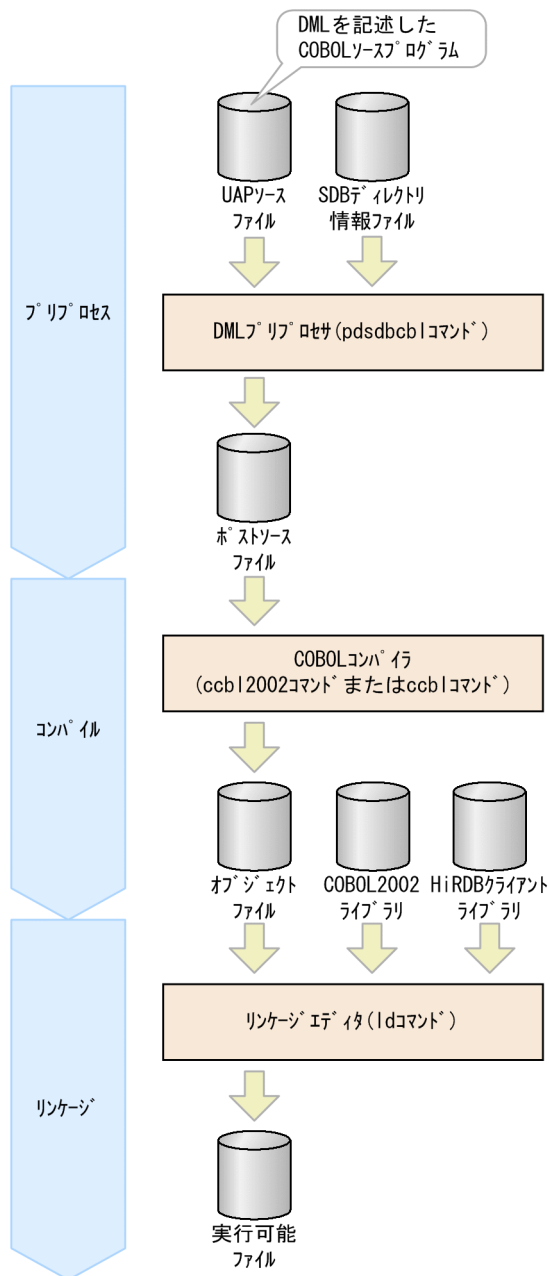 DMLを記述した
COBOLソースプログラム
UAPソース
ファイル
SDBディレクトリ
情報ファイル
プリプロセス
DMLプリプロセサ(pdsdbcblコマンド)
ポストソース
ファイル
COBOLコンパイラ
(ccbl2002コマンドまたはccblコマンド)
コンパイル
オブジェクト
ファイル
COBOL2002
ライブラリ
HiRDBクライアント
ライブラリ
リンケージエディタ(ldコマンド)
リンケージ
実行可能
ファイル